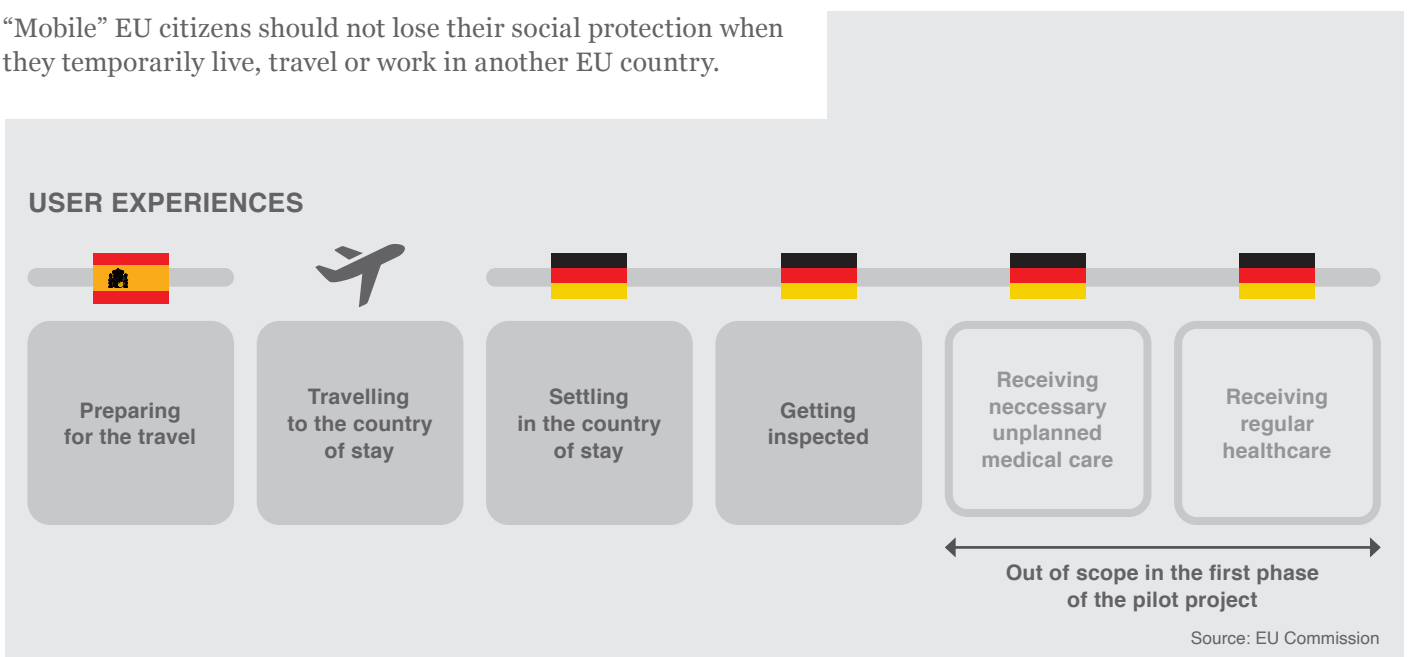 “Mobile” EU citizens should not lose their social protection when
they temporarily live, travel or work in another EU country.
USER EXPERIENCES
Preparing
for the travel
Travelling
to the country
of stay
Settling
in the country
of stay
Getting
inspected
Receiving
neccessary
unplanned
medical care
Receiving
regular
healthcare
Out of scope in the first phase
of the pilot project
Source: EU Commission